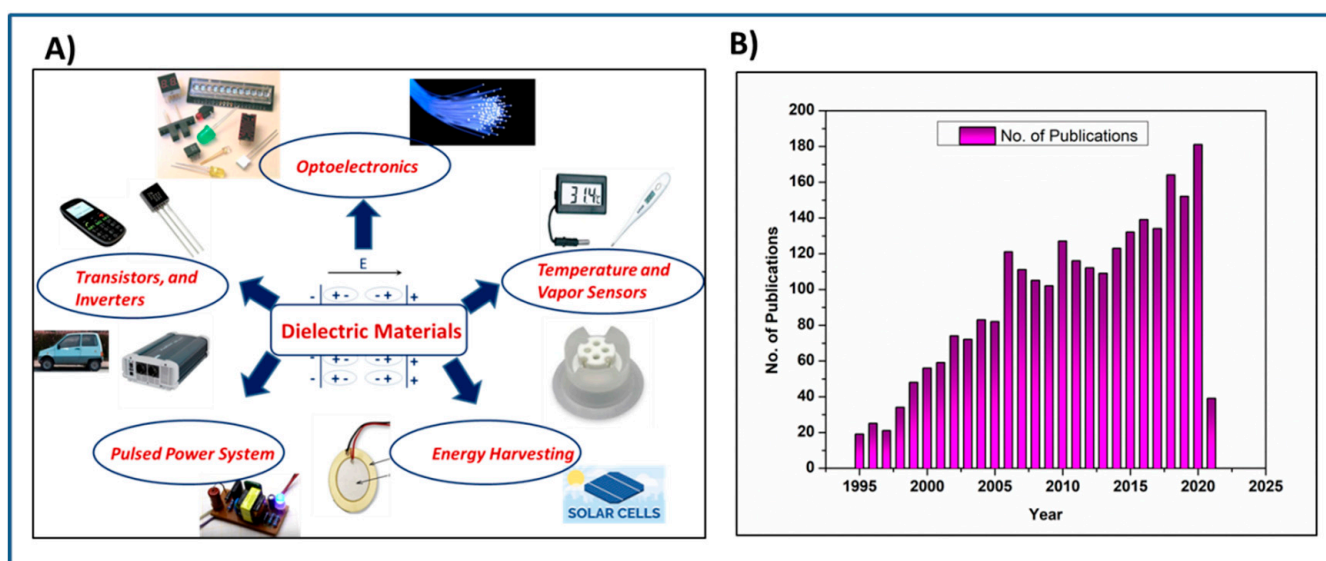 A)
Optoelectronics
314
°C
Transistors, and
Inverters
E
Temperature and
Vapor Sensors
- + - - + +
Dielectric Materials
+ - - + +
- + - - + +
Pulsed Power System
Energy Harvesting
SOLAR CELLS
B)
200
180
160
140
120
100
80
60
40
20
0
No. of Publications
No. of Publications
1995
2000
2005
2010
2015
2020
2025
Year